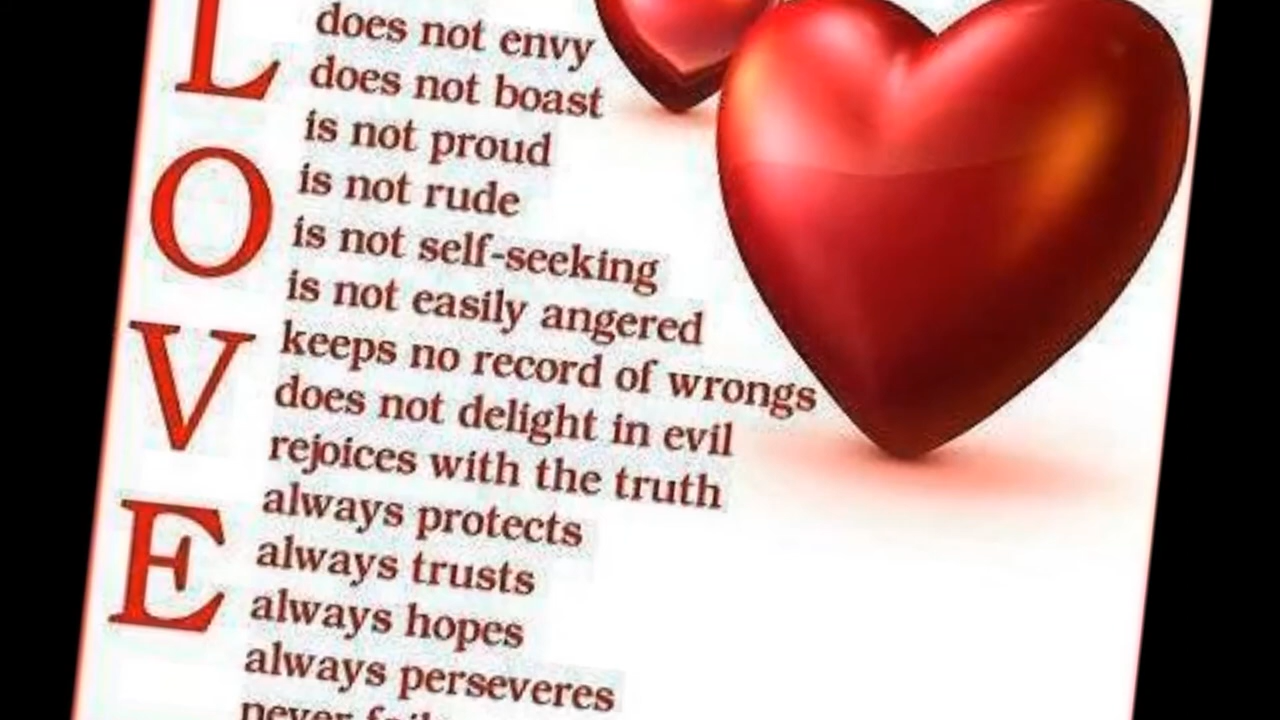 LOVE
does not envy
does not boast
is not proud
is not rude
is not self-seeking
is not easily angered
keeps no record of wrongs
does not delight in evil
rejoices with the truth
always protects
always trusts
always hopes
always perseveres
never